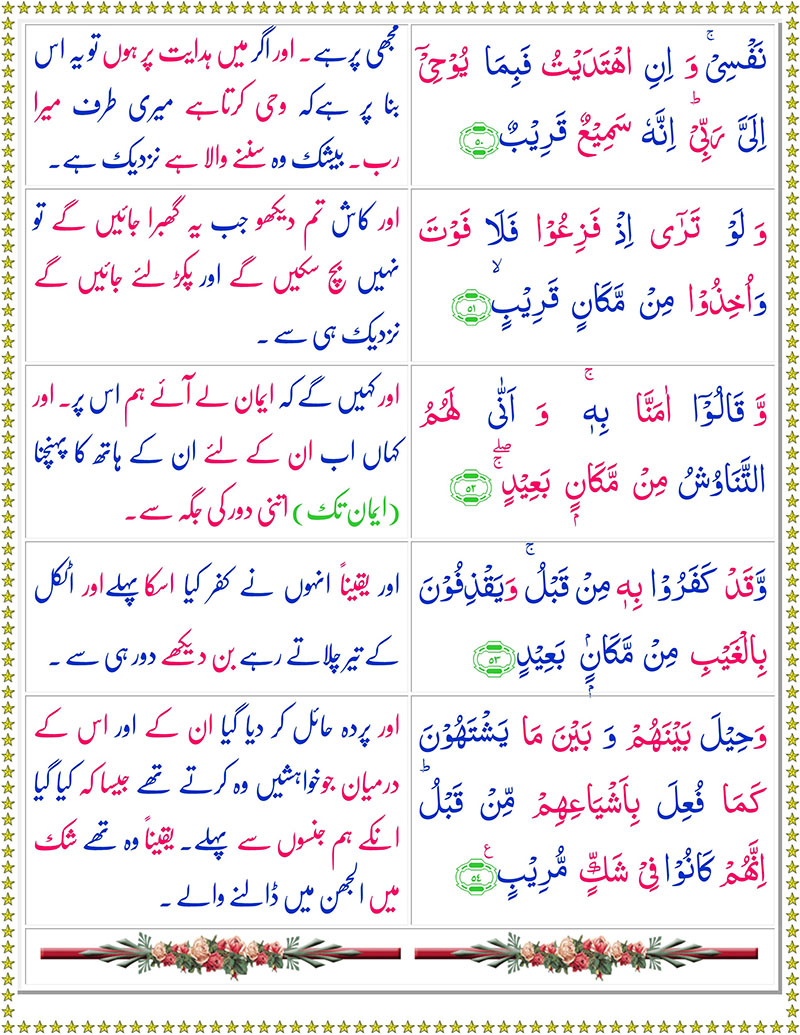 نَفْسِیْ ۚ وَ اِنِ اهْتَدَیْتُ فَبِمَا یُوْحِیْۤ
اِلَیَّ رَبِّیْ ؕ اِنَّهٗ سَمِیْعٌ قَرِیْبٌ ﴿۵۰﴾
مجھی پر ہے۔ اور اگر میں ہدایت پر ہوں تو یہ اس
بنا پر ہے کہ وحی کرتا ہے میری طرف میرا
رب۔ بیشک وہ سننے والا ہے نزدیک ہے۔
وَ لَوْ تَرٰۤی اِذْ فَزِعُوْا فَلَا فَوْتَ
وَاُخِذُوْا مِنْ مَّكَانٍ قَرِیْبٍ ۙ ﴿۵۱﴾
اور کاش تم دیکھو جب یہ گھبرا جائیں گے تو
نہیں بچ سکیں گے اور پکڑ لئے جائیں گے
نزدیک ہی سے ۔
وَّ قَالُوْۤا اٰمَنَّا بِهٖ ۚ وَ اَنّٰی لَهُمُ
التَّنَاوُشُ مِنْ مَّكَانٍۭ بَعِیْدٍ ۚۖ ﴿۵۲﴾
اور کہیں گے کہ ایمان لے آئے ہم اس پر۔ اور
کہاں اب ان کے لئے ان کے ہاتھ کا پہنچنا
(ایمان تک) اتنی دور کی جگہ سے۔
وَّقَدْ كَفَرُوْا بِهٖ مِنْ قَبْلُ ۚ وَیَقْذِفُوْنَ
بِالْغَیْبِ مِنْ مَّكَانٍۭ بَعِیْدٍ ﴿۵۳﴾
اور یقیناً انہوں نے کفر کیا اسکا پہلے اور اٹکل
کے تیر چلاتے رہے بن دیکھے دور ہی سے ۔
وَحِیْلَ بَیْنَهُمْ وَ بَیْنَ مَا یَشْتَهُوْنَ
كَمَا فُعِلَ بِاَشْیَاعِهِمْ مِّنْ قَبْلُ ؕ
اِنَّهُمْ كَانُوْا فِیْ شَكٍّ مُّرِیْبٍ ﴿۵۴﴾ ع
اور پردہ حائل کر دیا گیا ان کے اور اس کے
درمیان جو خواہشیں وہ کرتے تھے جیسا کہ کیا گیا
انکے ہم جنسوں سے پہلے۔ یقیناً وہ تھے شک
میں الجھن میں ڈالنے والے ۔